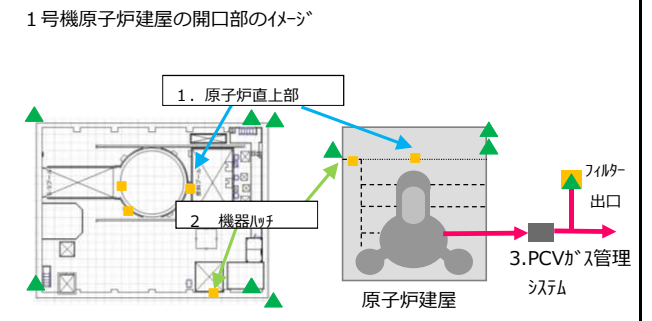 １号機原子炉建屋の開口部のｲﾒｰｼﾞ
１．原子炉直上部
２　機器ﾊｯﾁ
ﾌｨﾙﾀｰ
出口
3.PCVｶﾞｽ管理
ｼｽﾃﾑ
原子炉建屋